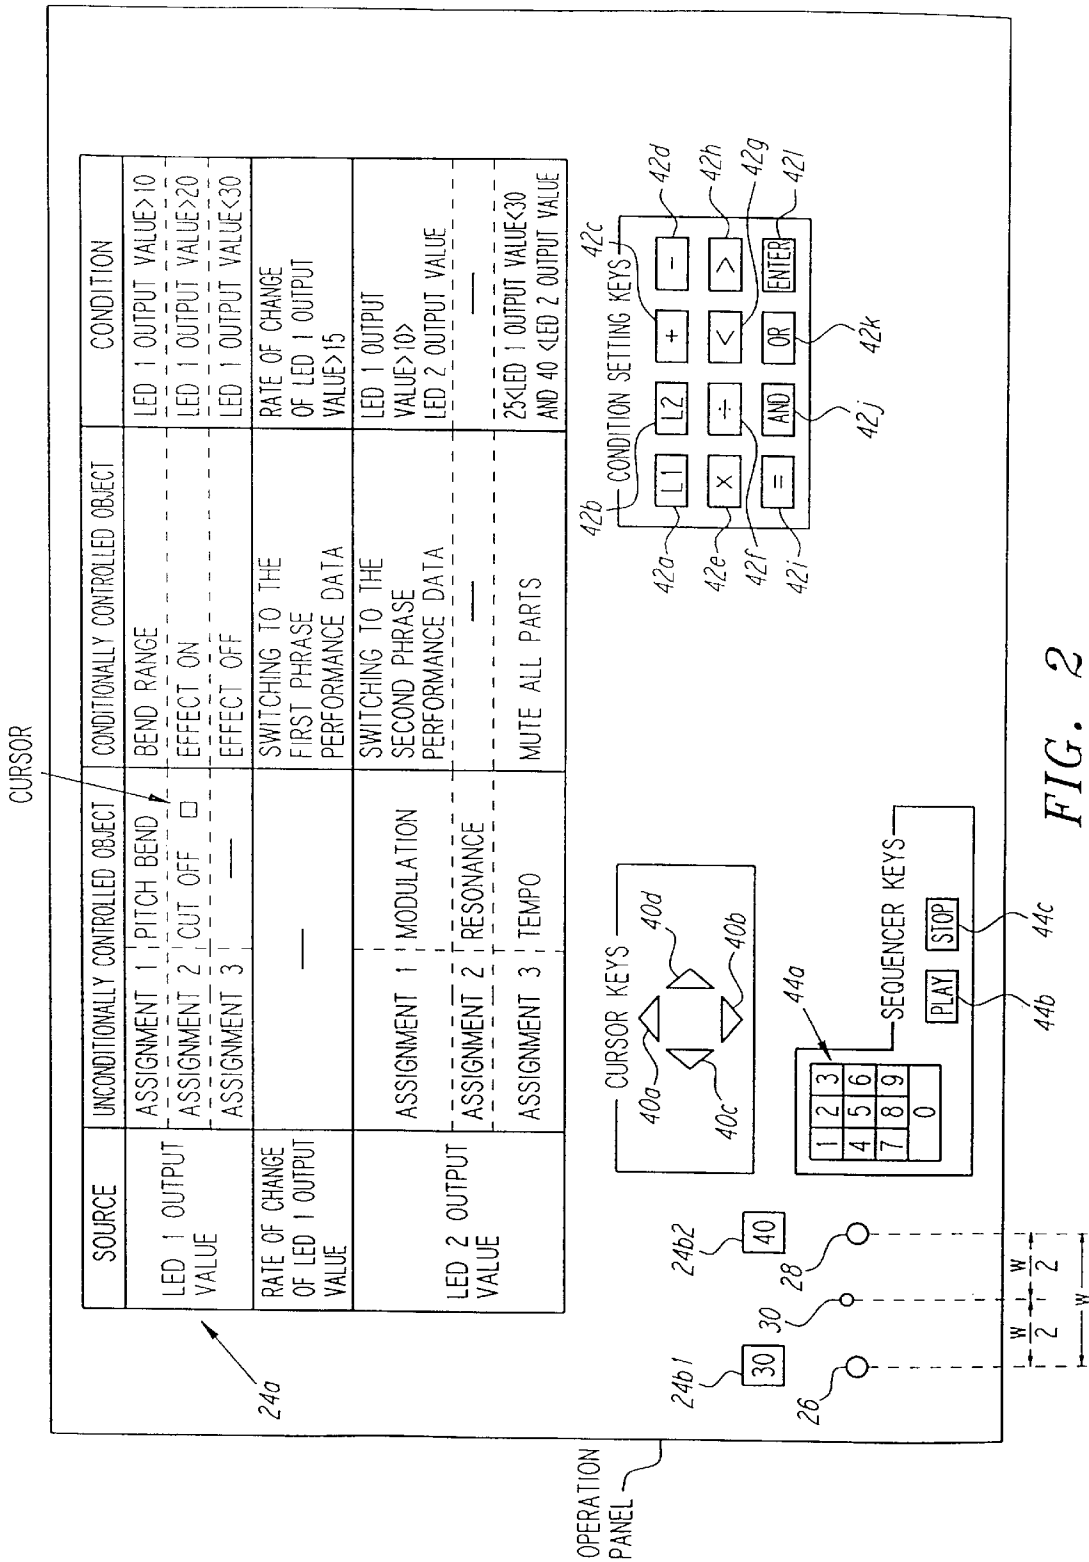 CURSOR
SOURCE UNCONDITIONALLY CONTROLLED OBJECT CONDITIONALLY CONTROLLED OBJECT CONDITION
LED 1 OUTPUT VALUE
ASSIGNMENT 1 PITCH BEND BEND RANGE LED 1 OUTPUT VALUE>10
ASSIGNMENT 2 CUT OFF EFFECT ON LED 1 OUTPUT VALUE>20
ASSIGNMENT 3 — EFFECT OFF LED 1 OUTPUT VALUE<30
RATE OF CHANGE
OF LED 1 OUTPUT
VALUE
—
SWITCHING TO THE
FIRST PHRASE
PERFORMANCE DATA
RATE OF CHANGE
OF LED 1 OUTPUT
VALUE>15
LED 2 OUTPUT
VALUE
ASSIGNMENT 1 MODULATION
SWITCHING TO THE
SECOND PHRASE
PERFORMANCE DATA
LED 1 OUTPUT
VALUE>10>
LED 2 OUTPUT VALUE
ASSIGNMENT 2 RESONANCE — —
ASSIGNMENT 3 TEMPO MUTE ALL PARTS
25<LED 1 OUTPUT VALUE<30
AND 40 <LED 2 OUTPUT VALUE
24a
OPERATION
PANEL
24b1
30
24b2
40
26
30
28
W/2
W/2
W
CURSOR KEYS
40a
40d
40c
40b
44a
1 2 3
4 5 6
7 8 9
0
SEQUENCER KEYS
PLAY STOP
44b
44c
CONDITION SETTING KEYS
42b
42c
42d
42a
L1 L2 + -
42e
× ÷ < >
42h
42f
42g
42i
= AND OR ENTER
42l
42j
42k
FIG. 2